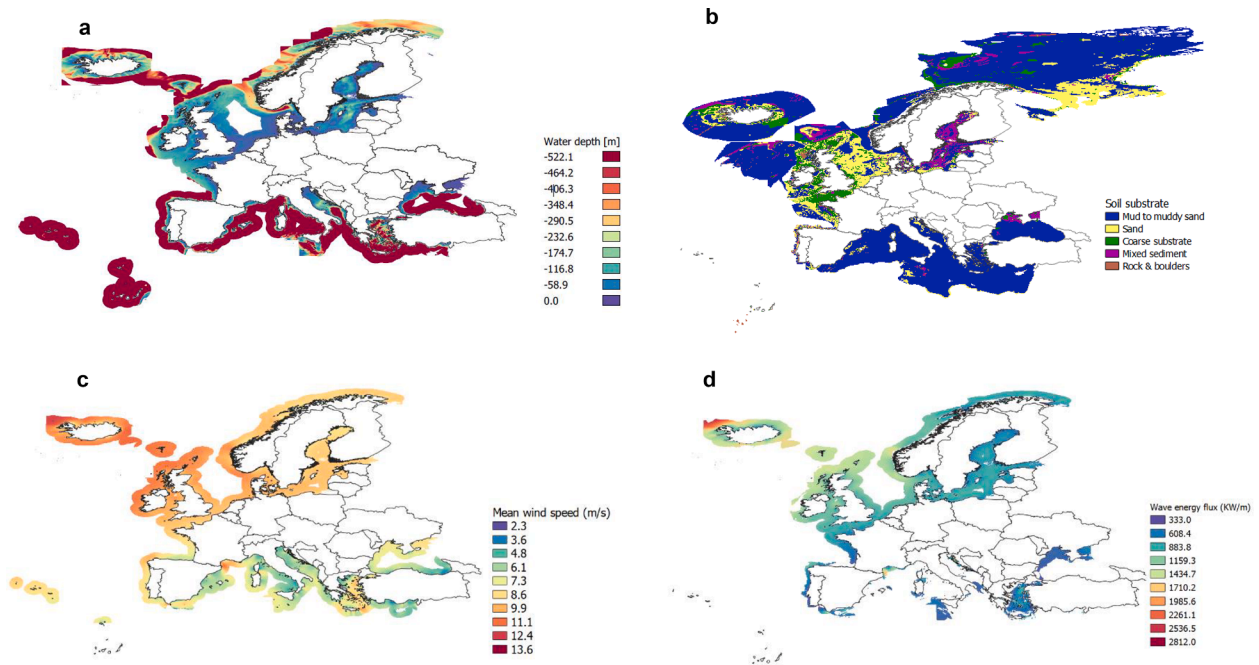 a
Water depth [m]
-522.1
-464.2
-406.3
-348.4
-290.5
-232.6
-174.7
-116.8
-58.9
0.0
b
Soil substrate
Mud to muddy sand
Sand
Coarse substrate
Mixed sediment
Rock & boulders
c
Mean wind speed (m/s)
2.3
3.6
4.8
6.1
7.3
8.6
9.9
11.1
12.4
13.6
d
Wave energy flux (KW/m)
333.0
608.4
883.8
1159.3
1434.7
1710.2
1985.6
2261.1
2536.5
2812.0